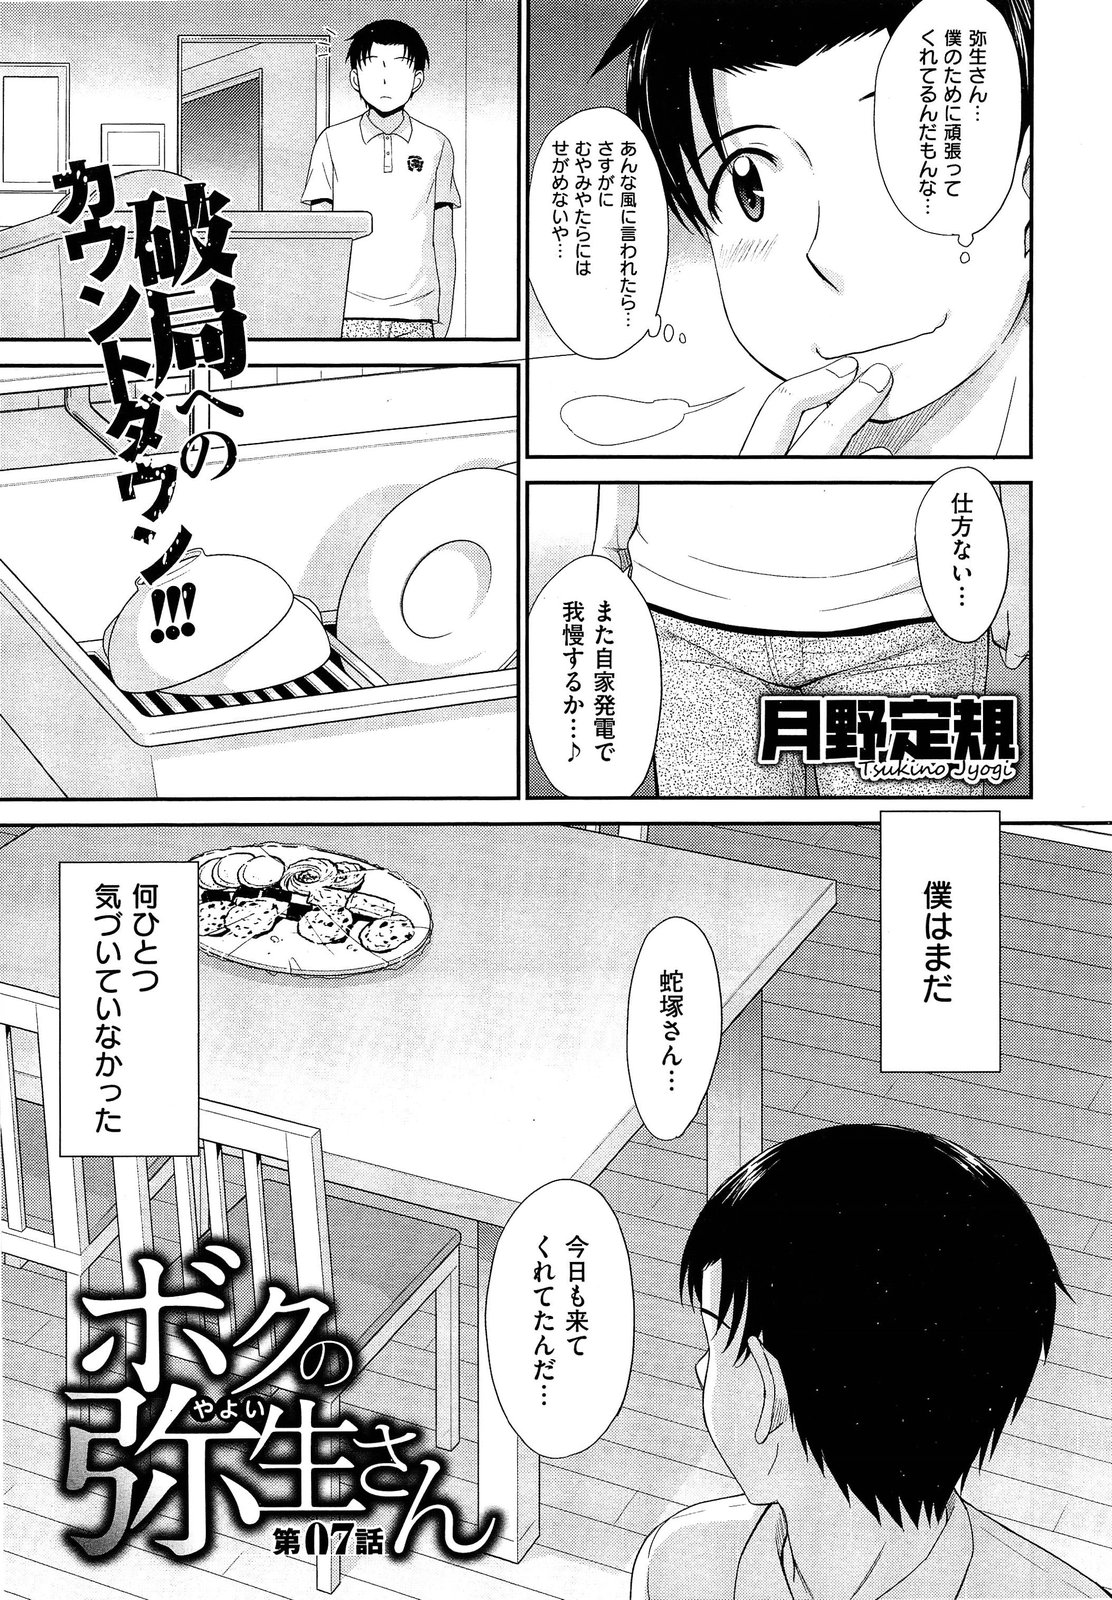 弥生さん…
僕のために頑張って
くれてるんだもんな…
あんな風に言われたら…
さすがに
むやみやたらには
せがめないや…
破局への
カウントダウン!!!
仕方ない…
また自家発電で
我慢するか…♪
月野定規
Tsukino Jyogi
僕はまだ
何ひとつ
気づいていなかった
蛇塚さん…
今日も来て
くれてたんだ…
ボクの
やよい
弥生さん
第07話